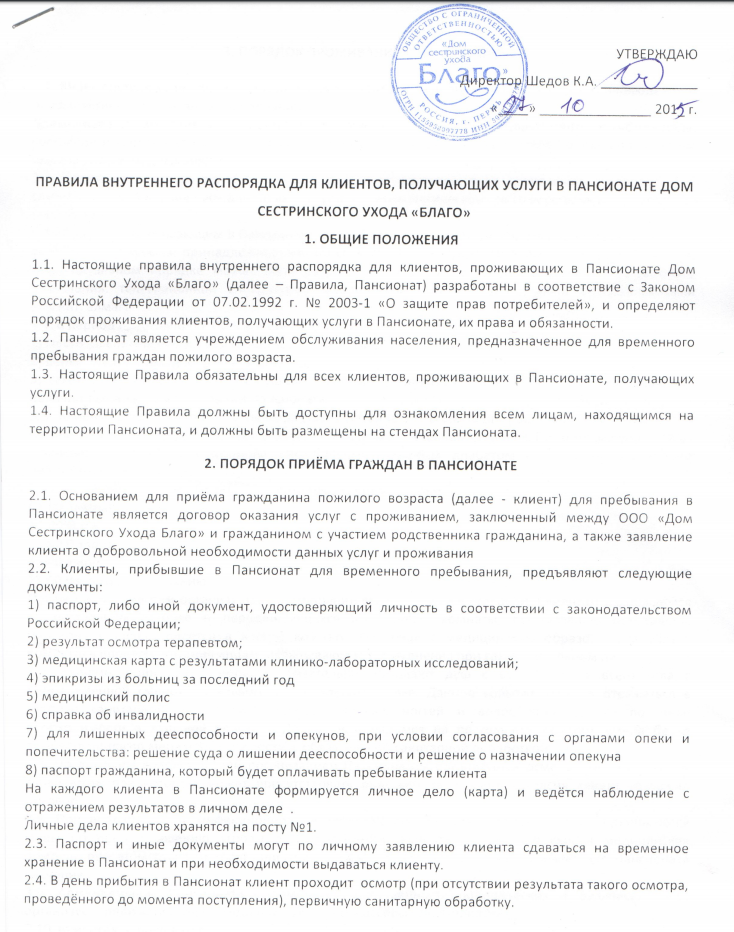 ОБЩЕСТВО С ОГРАНИЧЕННОЙ
ОТВЕТСТВЕННОСТЬЮ
«Дом
сестринского
ухода
Благо»
РОССИЯ, г. ПЕРМЬ
УТВЕРЖДАЮ
Директор Шедов К.А.
«27» 10 2015 г.
ПРАВИЛА ВНУТРЕННЕГО РАСПОРЯДКА ДЛЯ КЛИЕНТОВ, ПОЛУЧАЮЩИХ УСЛУГИ В ПАНСИОНАТЕ ДОМ
СЕСТРИНСКОГО УХОДА «БЛАГО»
1. ОБЩИЕ ПОЛОЖЕНИЯ
1.1. Настоящие правила внутреннего распорядка для клиентов, проживающих в Пансионате Дом
Сестринского Ухода «Благо» (далее – Правила, Пансионат) разработаны в соответствие с Законом
Российской Федерации от 07.02.1992 г. № 2003-1 «О защите прав потребителей», и определяют
порядок проживания клиентов, получающих услуги в Пансионате, их права и обязанности.
1.2. Пансионат является учреждением обслуживания населения, предназначенное для временного
пребывания граждан пожилого возраста.
1.3. Настоящие Правила обязательны для всех клиентов, проживающих в Пансионате, получающих
услуги.
1.4. Настоящие Правила должны быть доступны для ознакомления всем лицам, находящимся на
территории Пансионата, и должны быть размещены на стендах Пансионата.
2. ПОРЯДОК ПРИЁМА ГРАЖДАН В ПАНСИОНАТЕ
2.1. Основанием для приёма гражданина пожилого возраста (далее - клиент) для пребывания в
Пансионате является договор оказания услуг с проживанием, заключенный между ООО «Дом
Сестринского Ухода Благо» и гражданином с участием родственника гражданина, а также заявление
клиента о добровольной необходимости данных услуг и проживания
2.2. Клиенты, прибывшие в Пансионат для временного пребывания, предъявляют следующие
документы:
1) паспорт, либо иной документ, удостоверяющий личность в соответствии с законодательством
Российской Федерации;
2) результат осмотра терапевтом;
3) медицинская карта с результатами клинико-лабораторных исследований;
4) эпикризы из больниц за последний год
5) медицинский полис
6) справка об инвалидности
7) для лишенных дееспособности и опекунов, при условии согласования с органами опеки и
попечительства: решение суда о лишении дееспособности и решение о назначении опекуна
8) паспорт гражданина, который будет оплачивать пребывание клиента
На каждого клиента в Пансионате формируется личное дело (карта) и ведётся наблюдение с
отражением результатов в личном деле .
Личные дела клиентов хранятся на посту №1.
2.3. Паспорт и иные документы могут по личному заявлению клиента сдаваться на временное
хранение в Пансионат и при необходимости выдаваться клиенту.
2.4. В день прибытия в Пансионат клиент проходит осмотр (при отсутствии результата такого осмотра,
проведённого до момента поступления), первичную санитарную обработку.